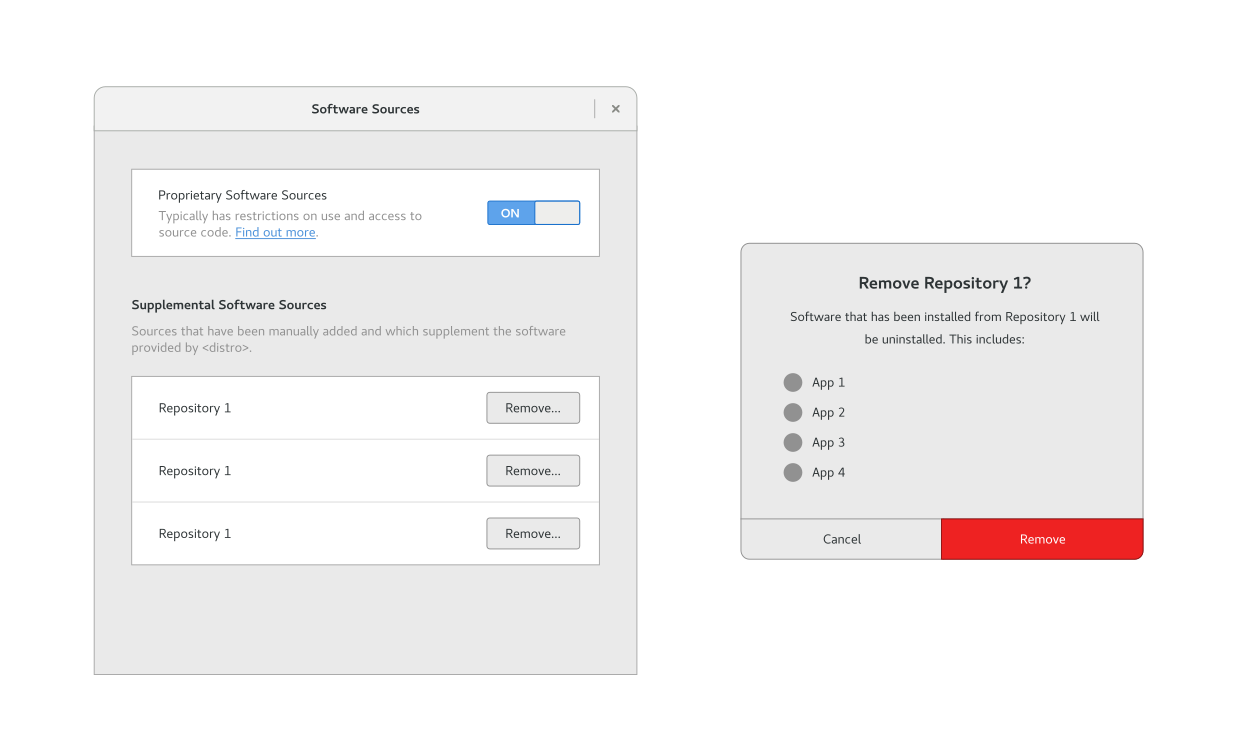 Software Sources
Proprietary Software Sources
Typically has restrictions on use and access to
source code. Find out more.
ON
Supplemental Software Sources
Sources that have been manually added and which supplement the software
provided by <distro>.
Repository 1
Remove...
Repository 1
Remove...
Repository 1
Remove...
Remove Repository 1?
Software that has been installed from Repository 1 will
be uninstalled. This includes:
App 1
App 2
App 3
App 4
Cancel
Remove